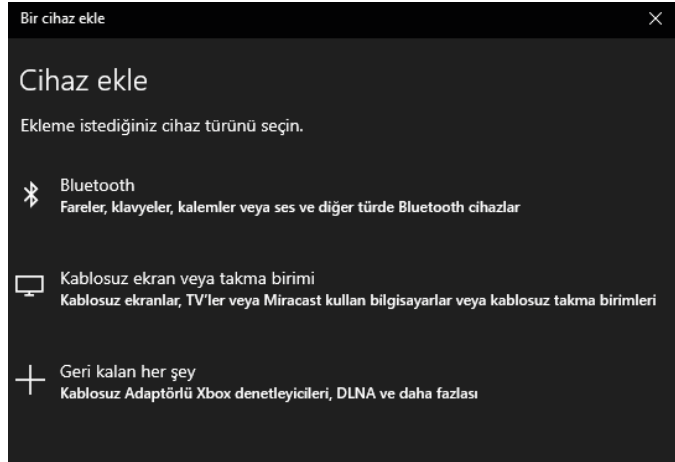 Bir cihaz ekle
Cihaz ekle
Ekleme istediğiniz cihaz türünü seçin.
Bluetooth
Fareler, klavyeler, kalemler veya ses ve diğer türde Bluetooth cihazlar
Kablosuz ekran veya takma birimi
Kablosuz ekranlar, TV'ler veya Miracast kullan bilgisayarlar veya kablosuz takma birimleri
Geri kalan her şey
Kablosuz Adaptörlü Xbox denetleyicileri, DLNA ve daha fazlası